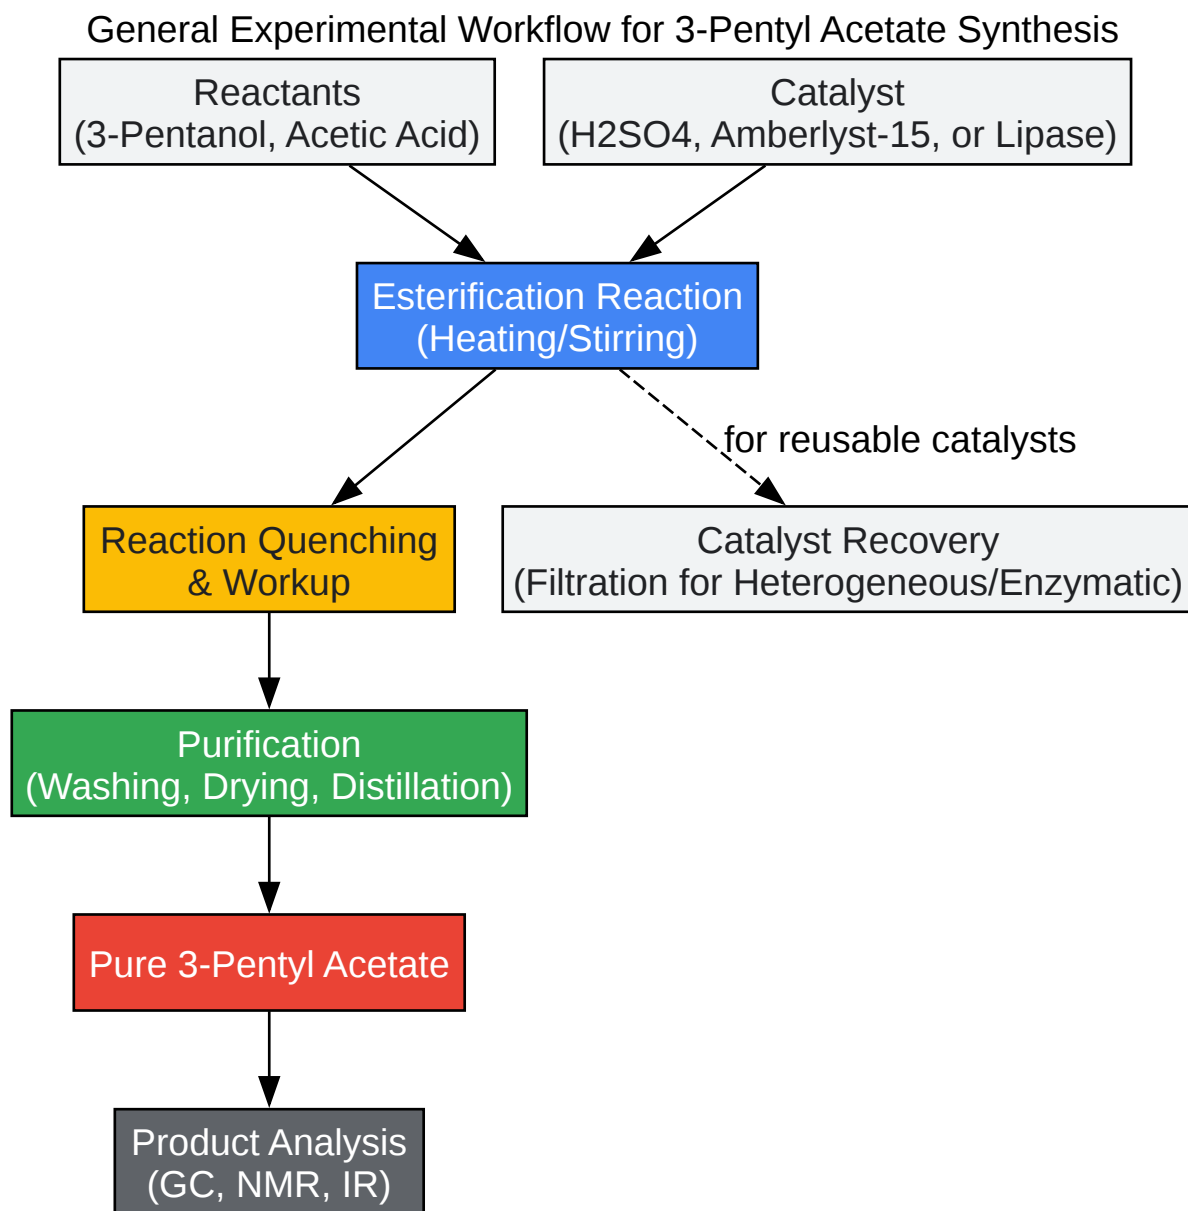 General Experimental Workflow for 3-Pentyl Acetate Synthesis
Reactants
(3-Pentanol, Acetic Acid)
Catalyst
(H2SO4, Amberlyst-15, or Lipase)
Esterification Reaction
(Heating/Stirring)
for reusable catalysts
Reaction Quenching
& Workup
Catalyst Recovery
(Filtration for Heterogeneous/Enzymatic)
Purification
(Washing, Drying, Distillation)
Pure 3-Pentyl Acetate
Product Analysis
(GC, NMR, IR)